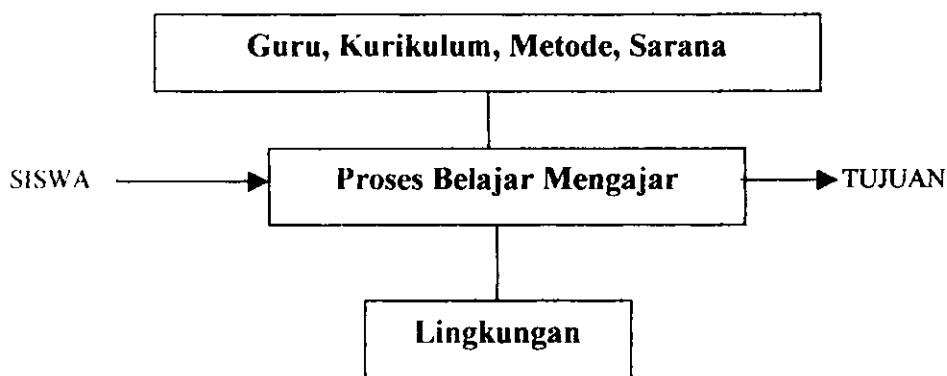 Guru, Kurikulum, Metode, Sarana
SISWA
Proses Belajar Mengajar
TUJUAN
Lingkungan